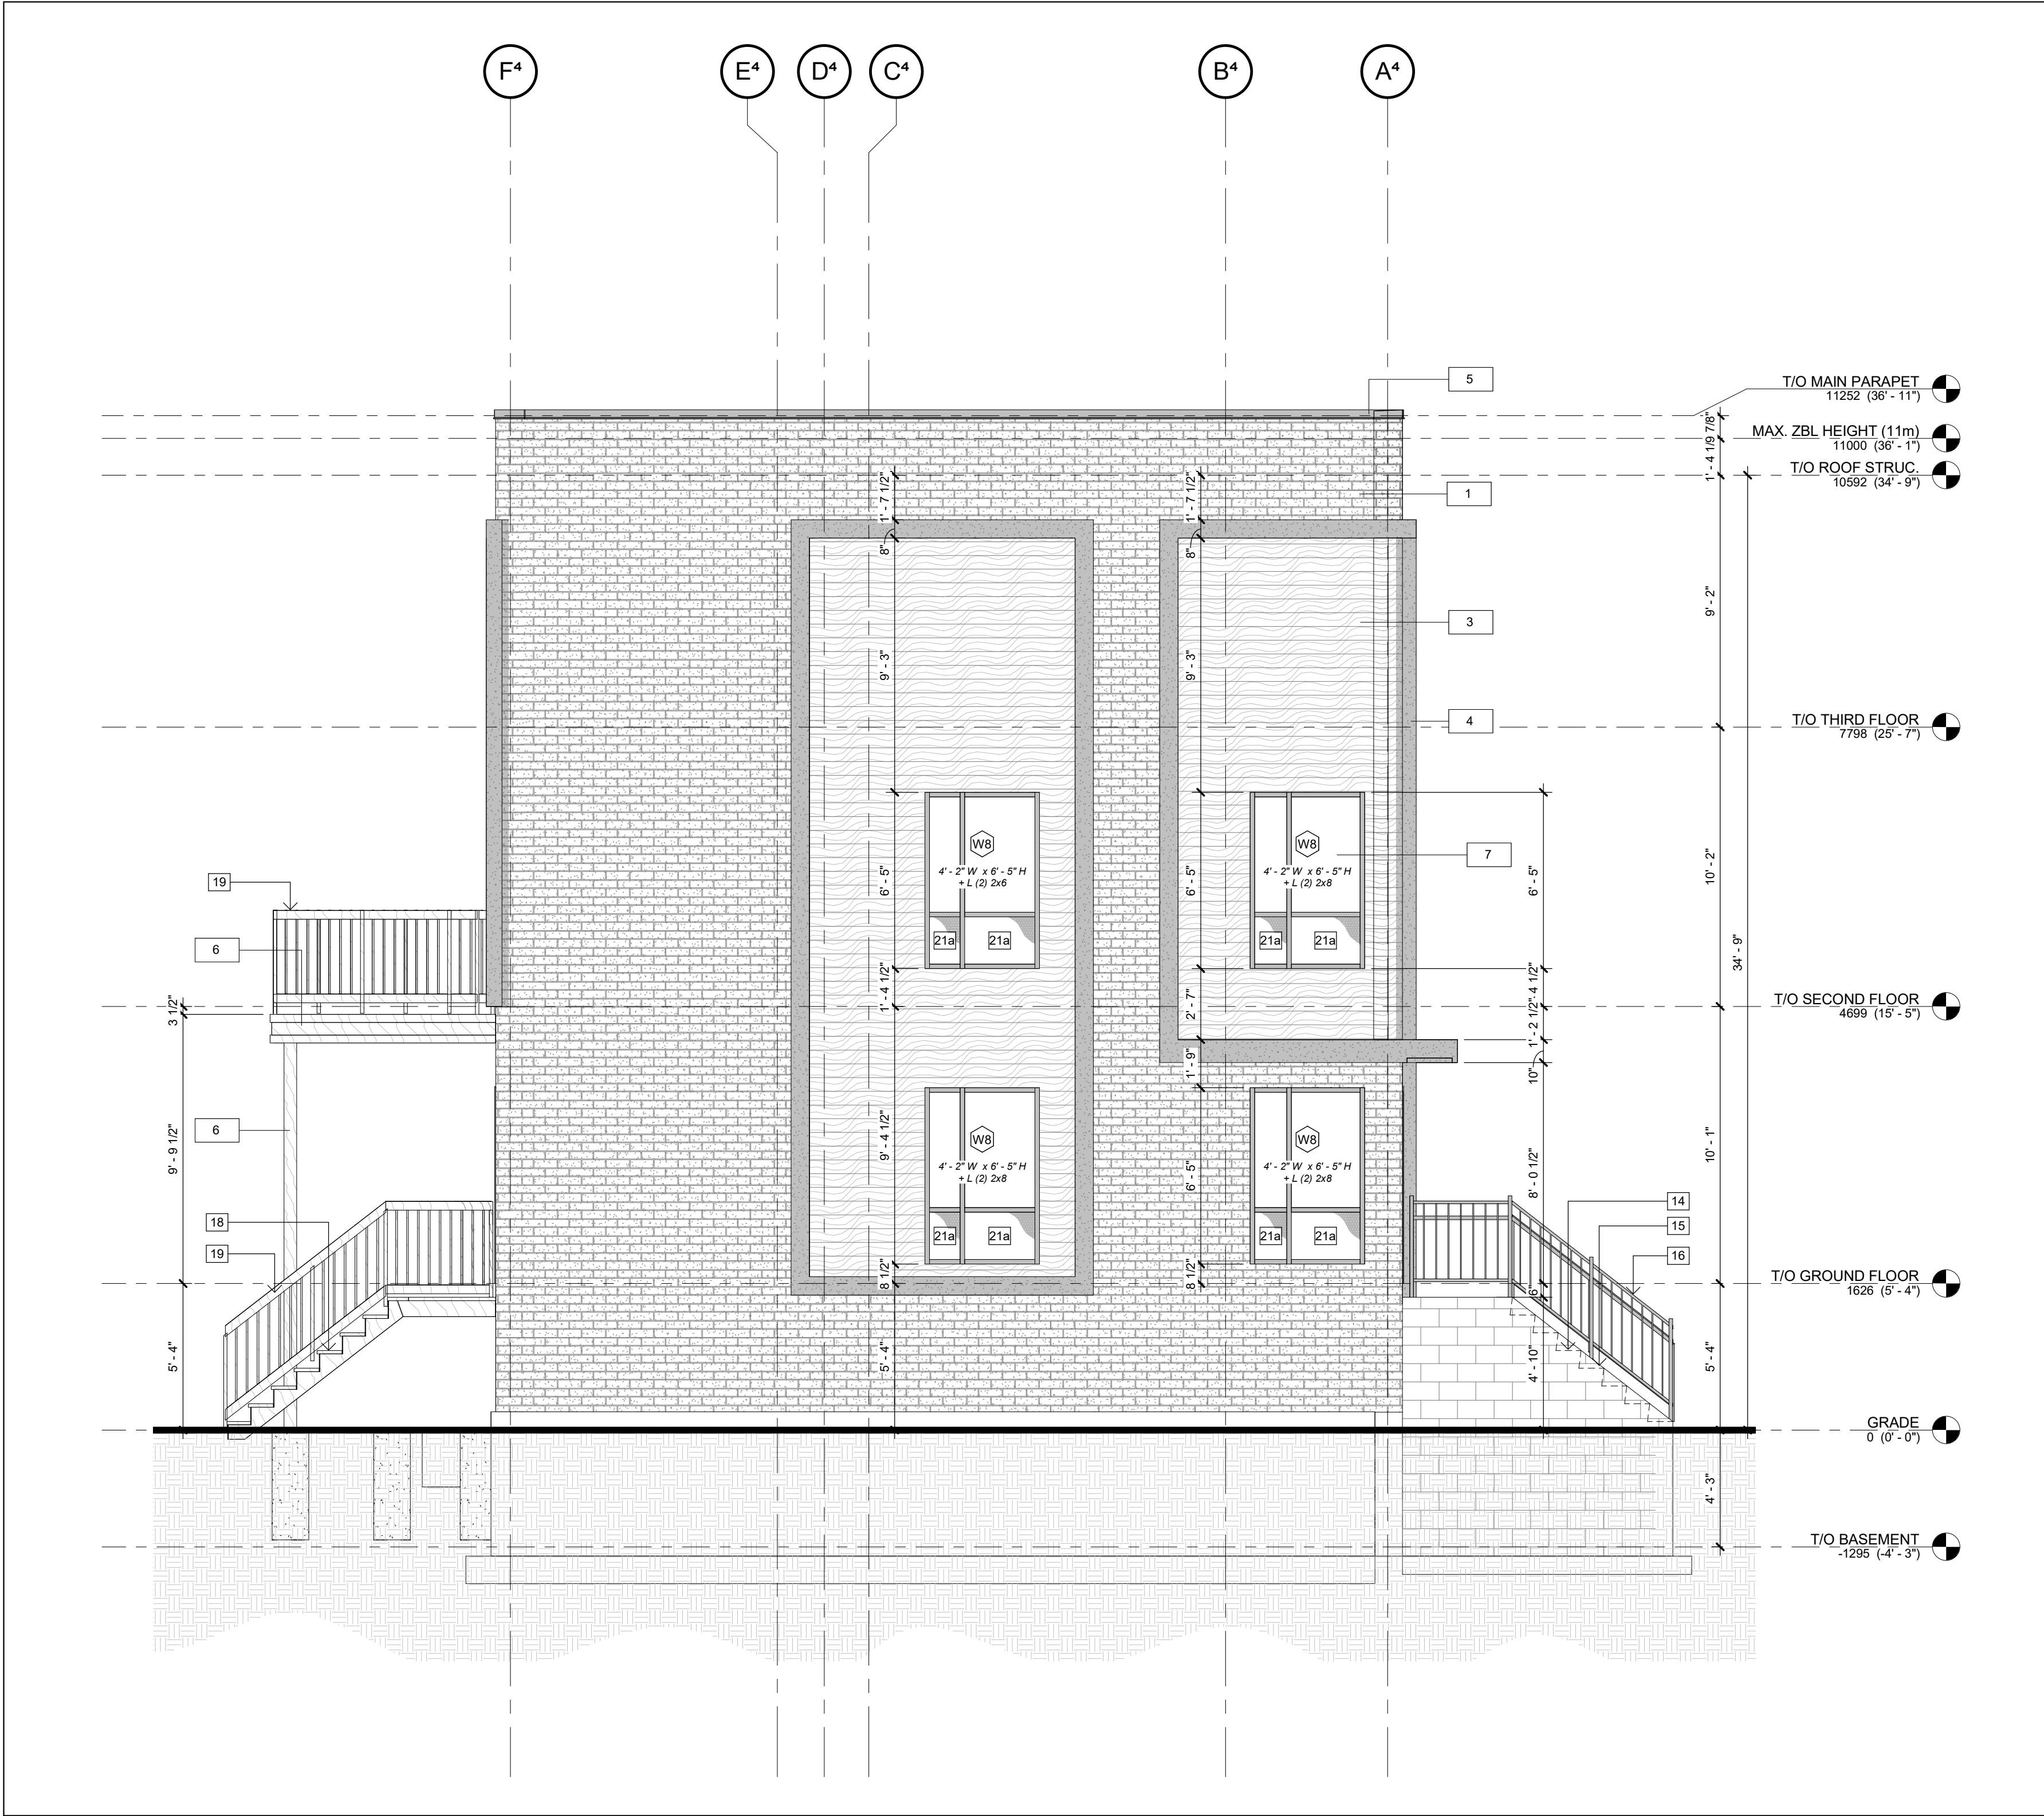 F⁴
E⁴
D⁴
C⁴
B⁴
A⁴
5
T/O MAIN PARAPET
11252 (36' - 11")
MAX. ZBL HEIGHT (11m)
11000 (36' - 1")
T/O ROOF STRUC.
10592 (34' - 9")
1' - 4 1/9 7/8"
1
1' - 7 1/2"
1' - 7 1/2"
8"
8"
9' - 2"
3
9' - 3"
9' - 3"
4
T/O THIRD FLOOR
7798 (25' - 7")
W8
4' - 2" W x 6' - 5" H
+ L (2) 2x6
21a
21a
W8
4' - 2" W x 6' - 5" H
+ L (2) 2x8
21a
21a
7
6' - 5"
6' - 5"
6' - 5"
10' - 2"
34' - 9"
19
6
3 1/2"
1' - 4 1/2"
2' - 7"
1' - 2 1/2"
- 4 1/2"
T/O SECOND FLOOR
4699 (15' - 5")
1' - 9"
10"
6
9' - 9 1/2"
9' - 4 1/2"
W8
4' - 2" W x 6' - 5" H
+ L (2) 2x8
21a
21a
6' - 5"
W8
4' - 2" W x 6' - 5" H
+ L (2) 2x8
21a
21a
8' - 0 1/2"
10' - 1"
18
19
14
15
16
8 1/2"
8 1/2"
6"
T/O GROUND FLOOR
1626 (5' - 4")
5' - 4"
5' - 4"
4' - 10"
5' - 4"
GRADE
0 (0' - 0")
4' - 3"
T/O BASEMENT
-1295 (-4' - 3")